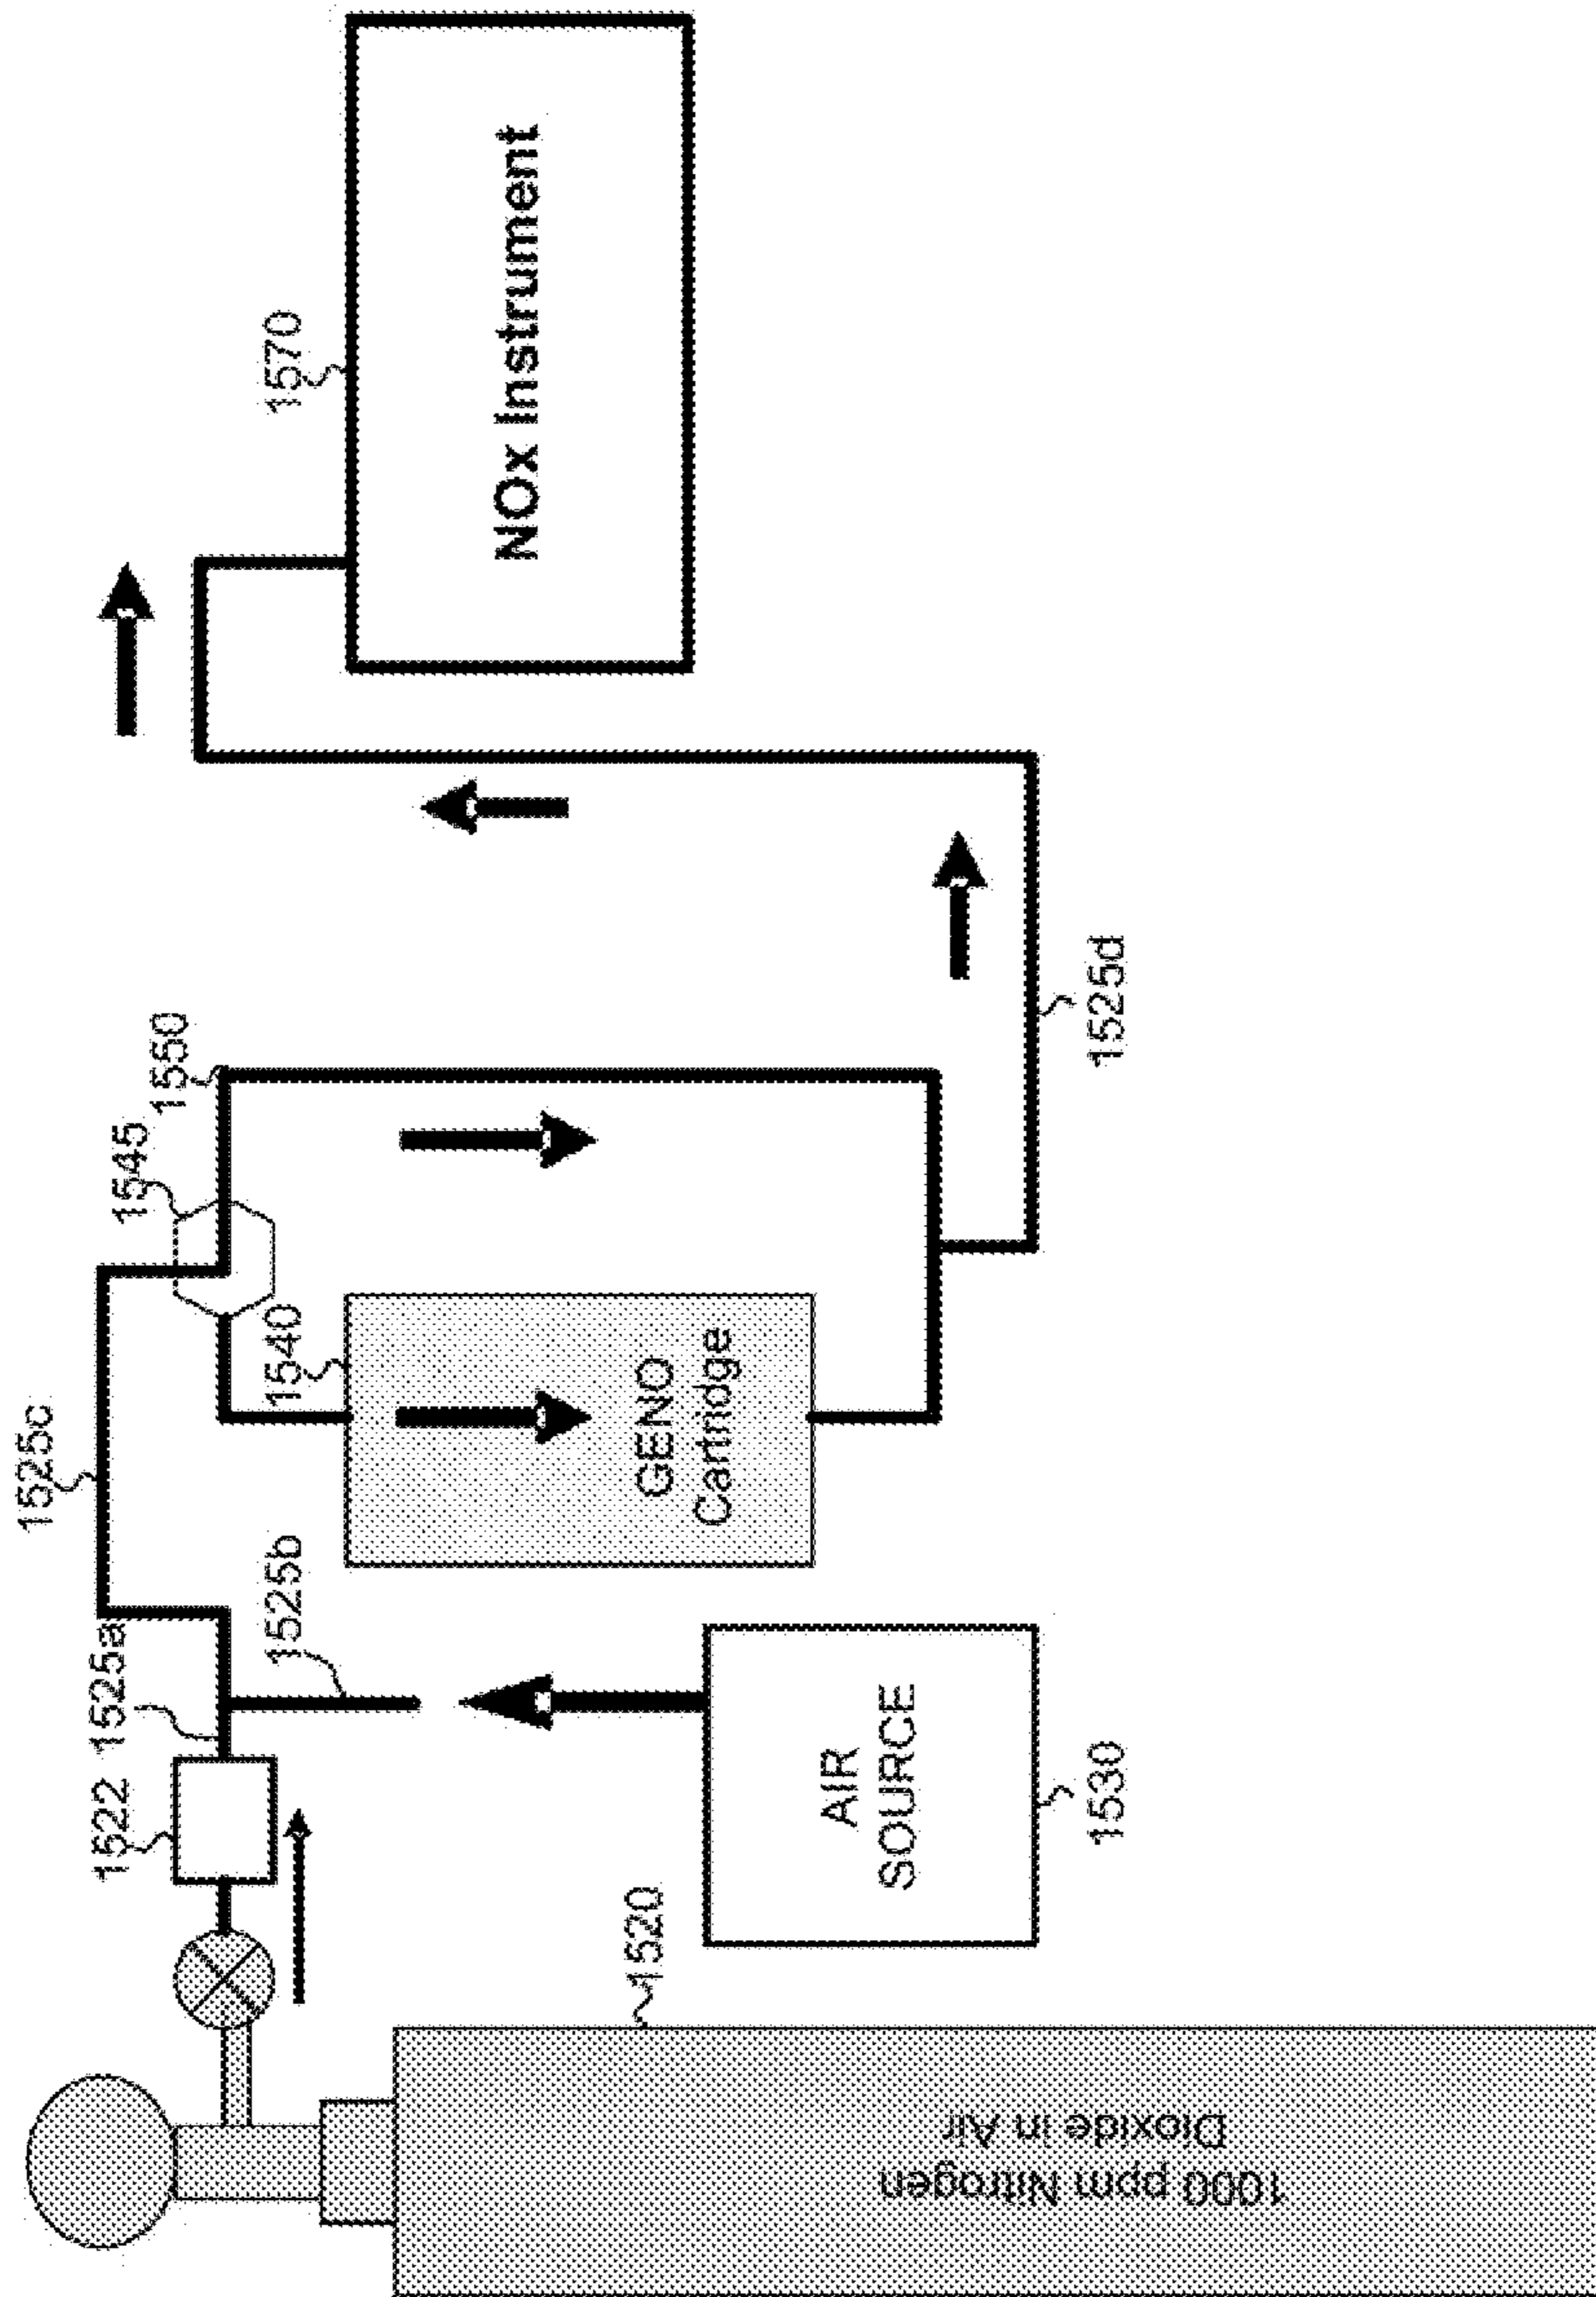 1000 ppm Nitrogen
Dioxide in Air
1520
1522
1525a
1525b
AIR
SOURCE
1530
1525c
1540
GENO
Cartridge
1545
1550
1525d
1570
NOx Instrument